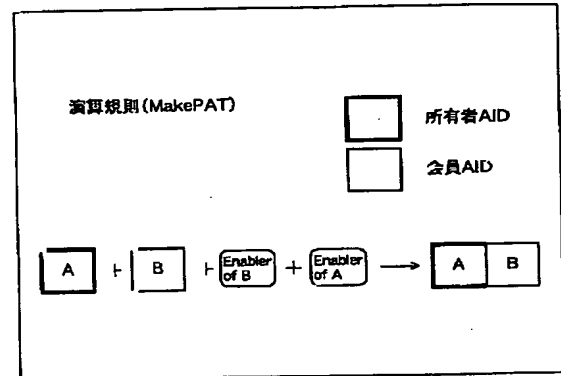 演算規則(MakePAT)
所有者AID
会員AID
A + B + Enabler of B + Enabler of A → A B